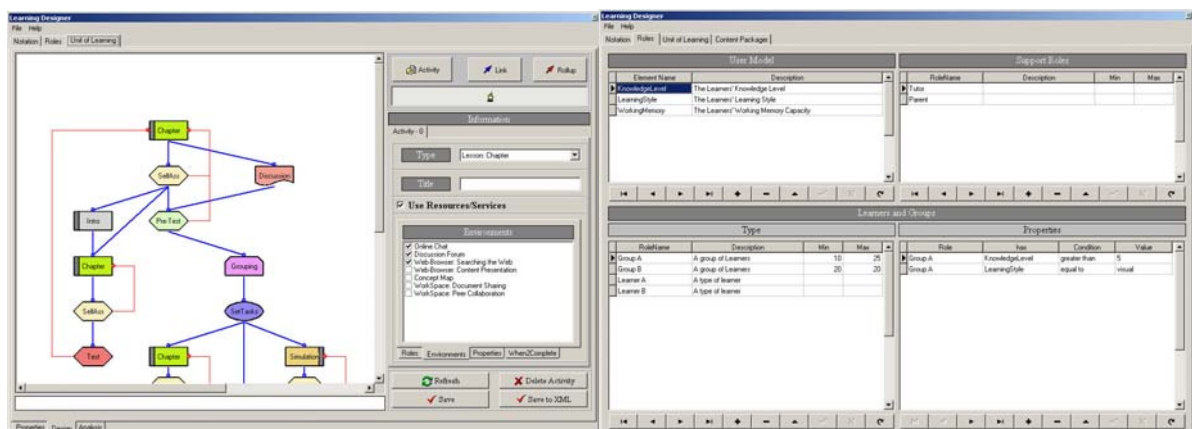 Learning Designer
File Help
Notation Roles Unit of Learning
Activity Link Rollup
Information
Activity - 0
Type Lesson: Chapter
Title
Use Resources/Services
Environments
Online Chat
Discussion Forum
Web-Browser: Searching the Web
Web-Browser: Content Presentation
Concept Map
WorkSpace: Document Sharing
WorkSpace: Peer Collaboration
Roles Environments Properties When2Complete
Refresh Delete Activity
Save Save to XML
Chapter
SelfAss Discussion
Intro Pre-Test
Chapter Grouping
SelfAss SetTasks
Test Chapter Simulation
Properties Design Analysis
Learning Designer
File Help
Notation Roles Unit of Learning Content Packager
User Model
Element Name Description
KnowledgeLevel The Learners' Knowledge Level
LearningStyle The Learners' Learning Style
WorkingMemory The Learners' Working Memory Capacity
Support Roles
RoleName Description Min Max
Tutor
Parent
Learners and Groups
Type
RoleName Description Min Max
Group A A group of Learners 10 25
Group B A group of Learners 20 20
Learner A A type of learner
Learner B A type of learner
Properties
Role has Condition Value
Group A KnowledgeLevel greater than 5
Group A LearningStyle equal to visual